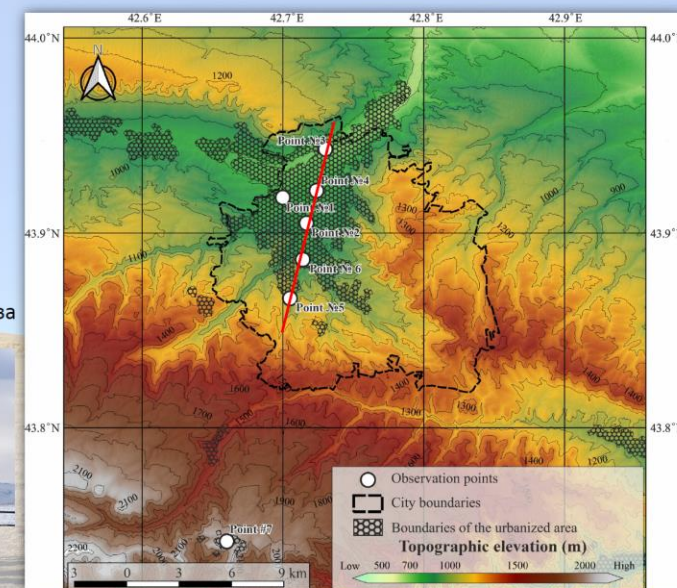 42.6°E 42.7°E 42.8°E 42.9°E
44.0°N 44.0°N
N
1200
Point №3
1000
Point №4
Point №1
1300
1000
900
1300
43.9°N 43.9°N
Point №2
1200
1100
Point № 6
Point №5
ва
1400
1600
1400
1400
1300
1300
1700
1600
43.8°N 43.8°N
1500
1400
1200
2100
1900
1800
2100
Point #7
2200
3 0 3 6 9 km
Observation points
City boundaries
Boundaries of the urbanized area
Topographic elevation (m)
Low 500 700 1000 1500 2000 High